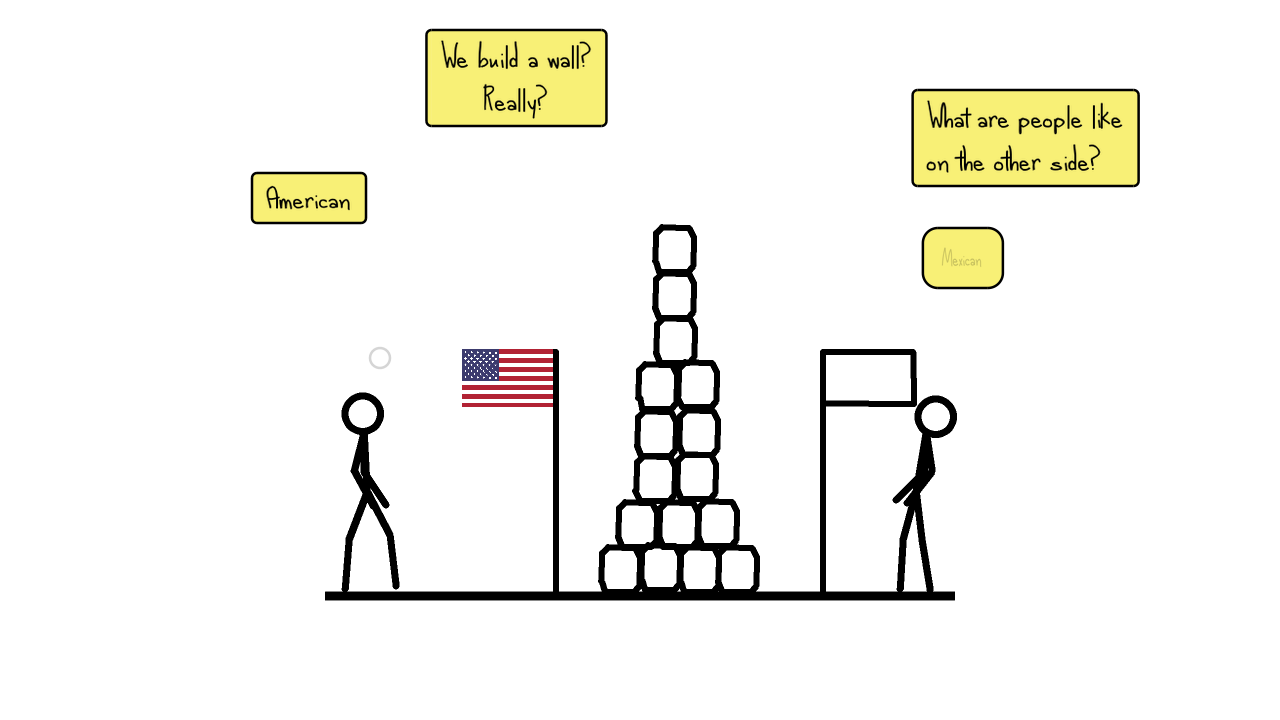 We build a wall?
Really?
What are people like
on the other side?
American
Mexican